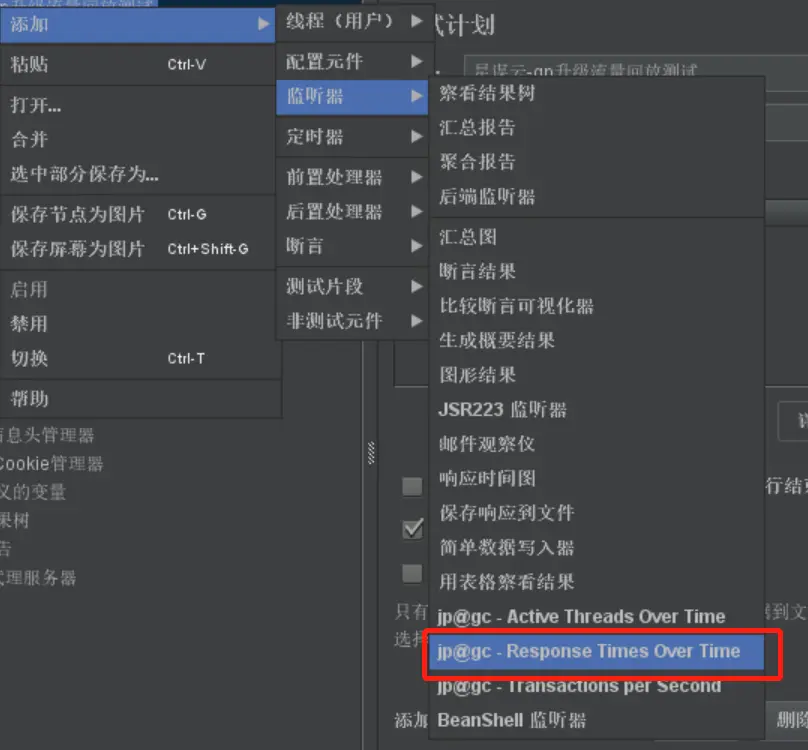 添加
粘贴 Ctrl-V
打开...
合并
选中部分保存为...
保存节点为图片 Ctrl-G
保存屏幕为图片 Ctrl+Shift-G
启用
禁用
切换 Ctrl-T
帮助
息头管理器
Cookie管理器
义的变量
果树
告
代理服务器
线程（用户）
配置元件
监听器
定时器
前置处理器
后置处理器
断言
测试片段
非测试元件
式计划
察看结果树
汇总报告
聚合报告
后端监听器
汇总图
断言结果
比较断言可视化器
生成概要结果
图形结果
JSR223 监听器
邮件观察仪
响应时间图
保存响应到文件
简单数据写入器
用表格察看结果
jp@gc - Active Threads Over Time
jp@gc - Response Times Over Time
jp@gc - Transactions per Second
BeanShell 监听器
行结束
只有
到文
选择
添加
删除